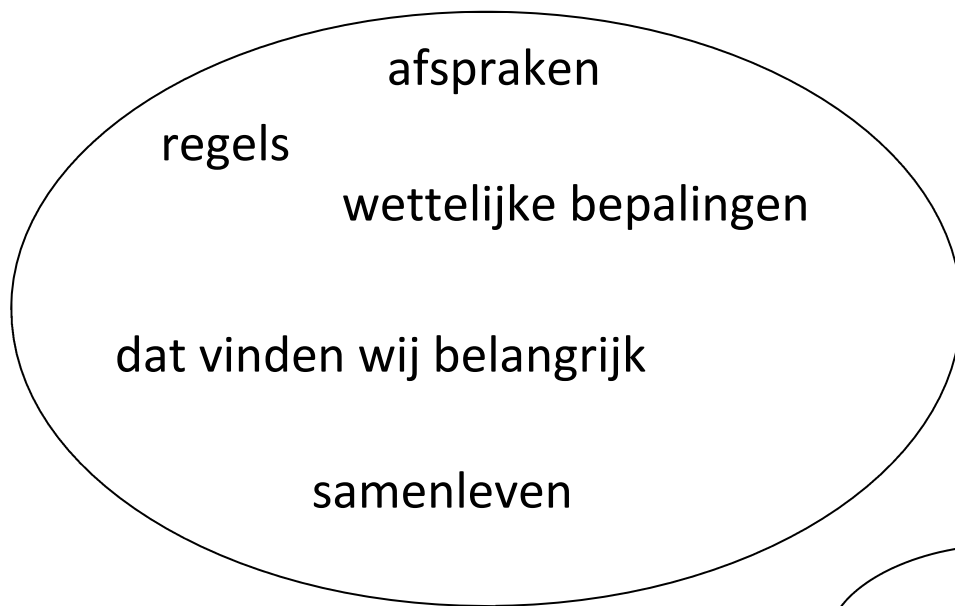 afspraken
regels
wettelijke bepalingen
dat vinden wij belangrijk
samenleven